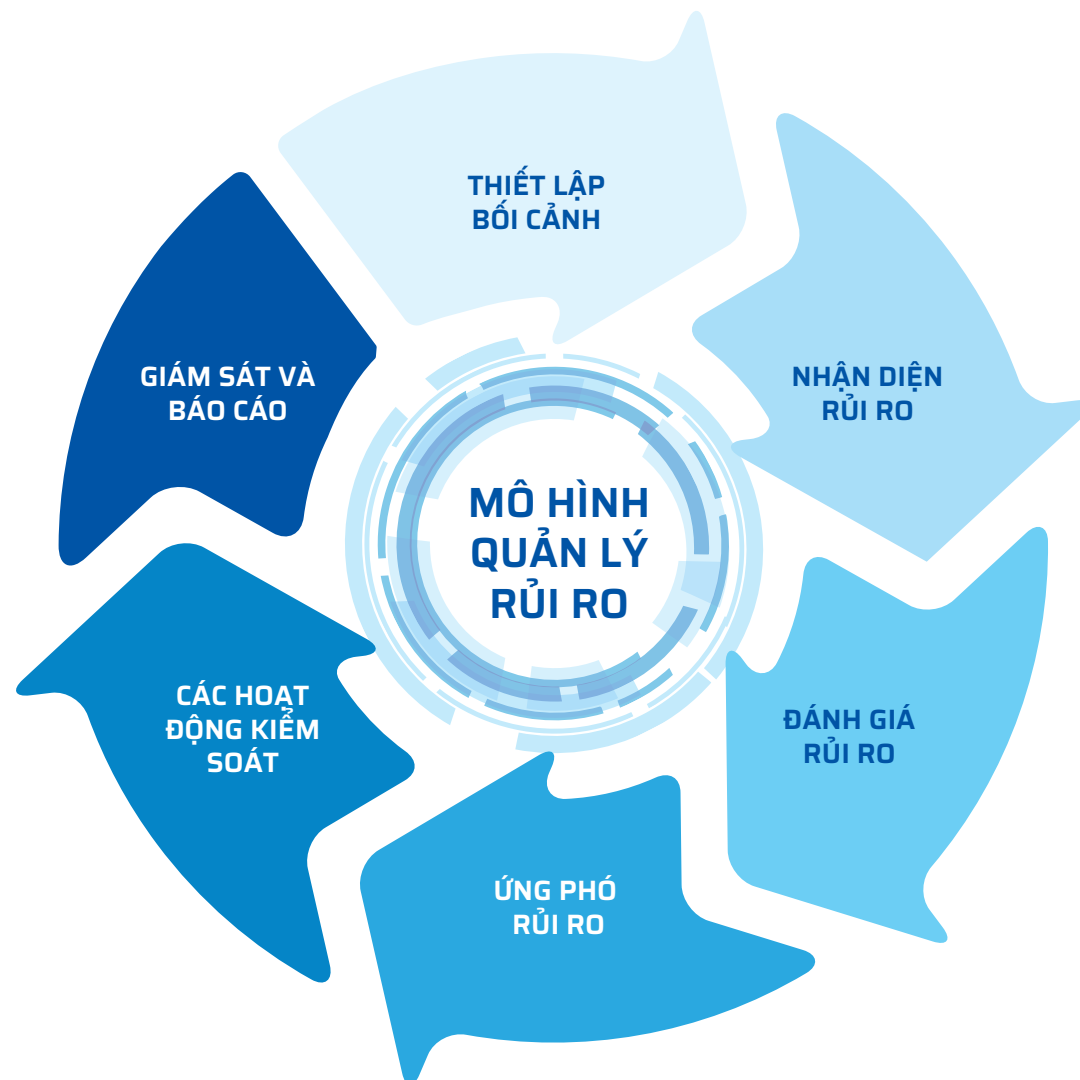 THIẾT LẬP
BỐI CẢNH
NHẬN DIỆN
RỦI RO
ĐÁNH GIÁ
RỦI RO
ỨNG PHÓ
RỦI RO
CÁC HOẠT
ĐỘNG KIỂM
SOÁT
GIÁM SÁT VÀ
BÁO CÁO
MÔ HÌNH
QUẢN LÝ
RỦI RO